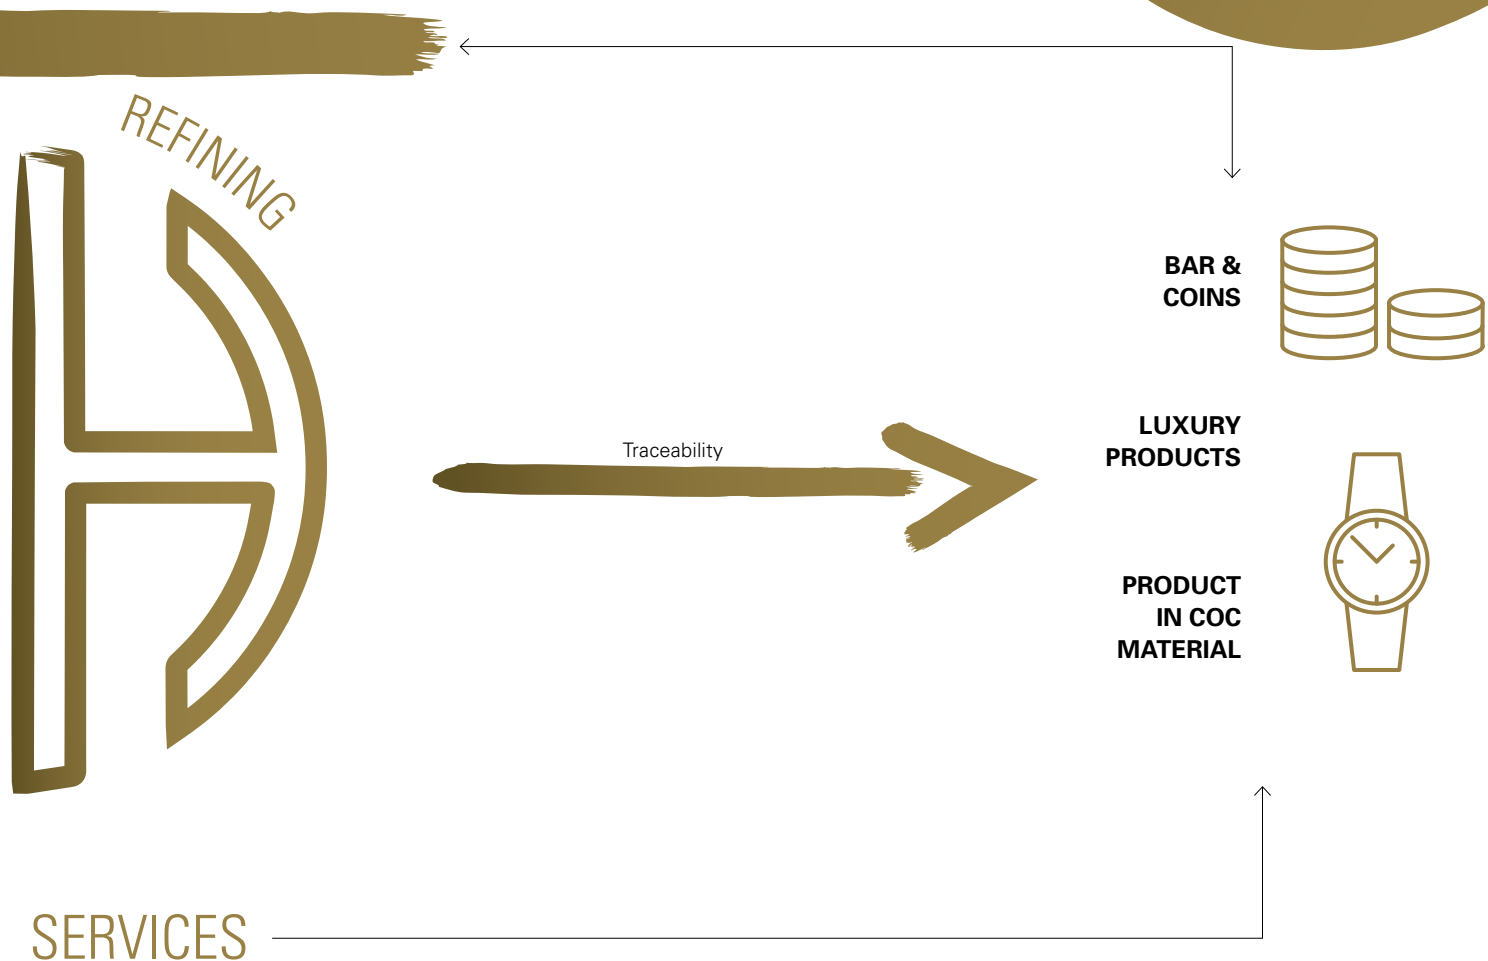 REFINING
BAR &
COINS
Traceability
LUXURY
PRODUCTS
PRODUCT
IN COC
MATERIAL
SERVICES